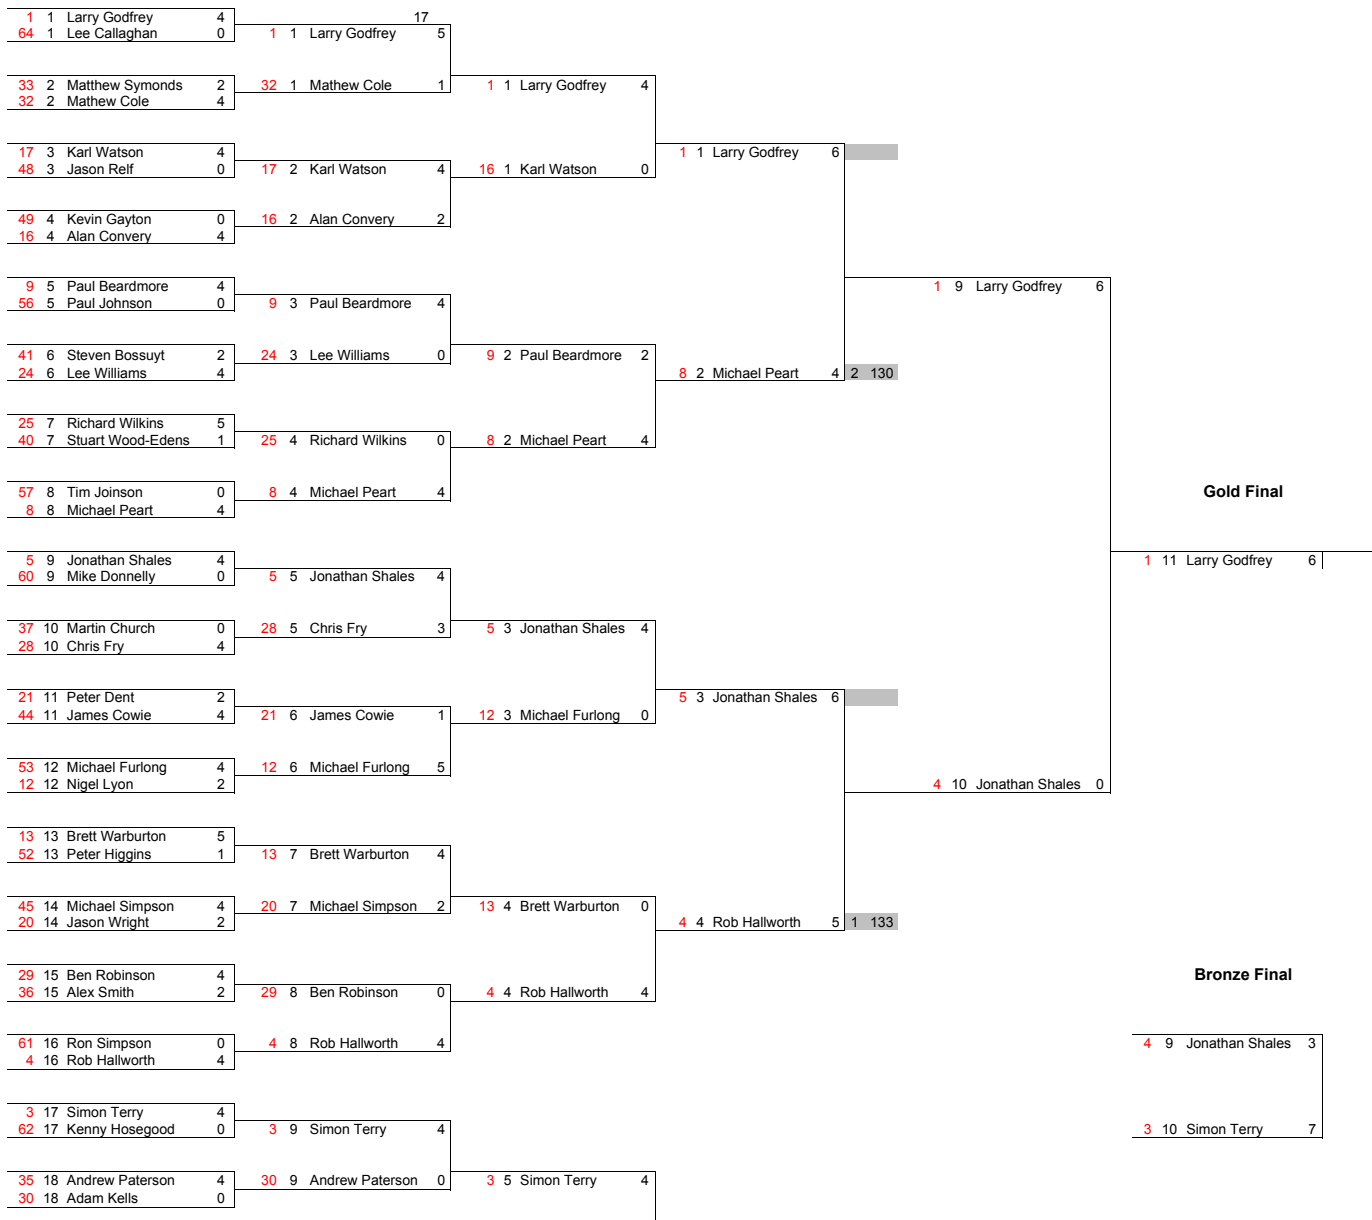 1 1 Larry Godfrey 4 17
64 1 Lee Callaghan 0 1 1 Larry Godfrey 5
33 2 Matthew Symonds 2 32 1 Mathew Cole 1 1 1 Larry Godfrey 4
32 2 Mathew Cole 4
17 3 Karl Watson 4 1 1 Larry Godfrey 6
48 3 Jason Relf 0 17 2 Karl Watson 4 16 1 Karl Watson 0
49 4 Kevin Gayton 0 16 2 Alan Convery 2
16 4 Alan Convery 4
9 5 Paul Beardmore 4 1 9 Larry Godfrey 6
56 5 Paul Johnson 0 9 3 Paul Beardmore 4
41 6 Steven Bossuyt 2 24 3 Lee Williams 0 9 2 Paul Beardmore 2
24 6 Lee Williams 4 8 2 Michael Peart 4 2 130
25 7 Richard Wilkins 5
40 7 Stuart Wood-Edens 1 25 4 Richard Wilkins 0 8 2 Michael Peart 4
57 8 Tim Joinson 0 8 4 Michael Peart 4 Gold Final
8 8 Michael Peart 4
5 9 Jonathan Shales 4 1 11 Larry Godfrey 6
60 9 Mike Donnelly 0 5 5 Jonathan Shales 4
37 10 Martin Church 0 28 5 Chris Fry 3 5 3 Jonathan Shales 4
28 10 Chris Fry 4
21 11 Peter Dent 2 5 3 Jonathan Shales 6
44 11 James Cowie 4 21 6 James Cowie 1 12 3 Michael Furlong 0
53 12 Michael Furlong 4 12 6 Michael Furlong 5
12 12 Nigel Lyon 2 4 10 Jonathan Shales 0
13 13 Brett Warburton 5
52 13 Peter Higgins 1 13 7 Brett Warburton 4
45 14 Michael Simpson 4 20 7 Michael Simpson 2 13 4 Brett Warburton 0
20 14 Jason Wright 2 4 4 Rob Hallworth 5 1 133
29 15 Ben Robinson 4 Bronze Final
36 15 Alex Smith 2 29 8 Ben Robinson 0 4 4 Rob Hallworth 4
61 16 Ron Simpson 0 4 8 Rob Hallworth 4 4 9 Jonathan Shales 3
4 16 Rob Hallworth 4
3 17 Simon Terry 4
62 17 Kenny Hosegood 0 3 9 Simon Terry 4 3 10 Simon Terry 7
35 18 Andrew Paterson 4 30 9 Andrew Paterson 0 3 5 Simon Terry 4
30 18 Adam Kells 0